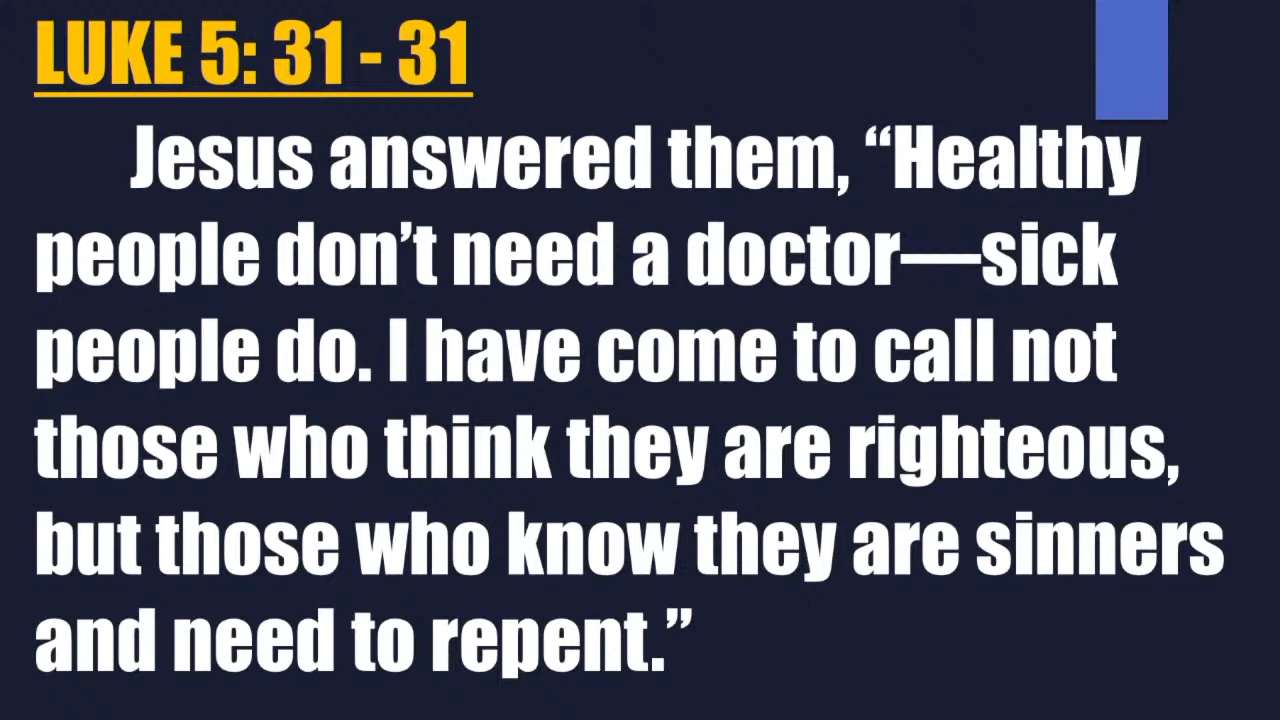 LUKE 5: 31 - 31
Jesus answered them, “Healthy
people don’t need a doctor—sick
people do. I have come to call not
those who think they are righteous,
but those who know they are sinners
and need to repent.”